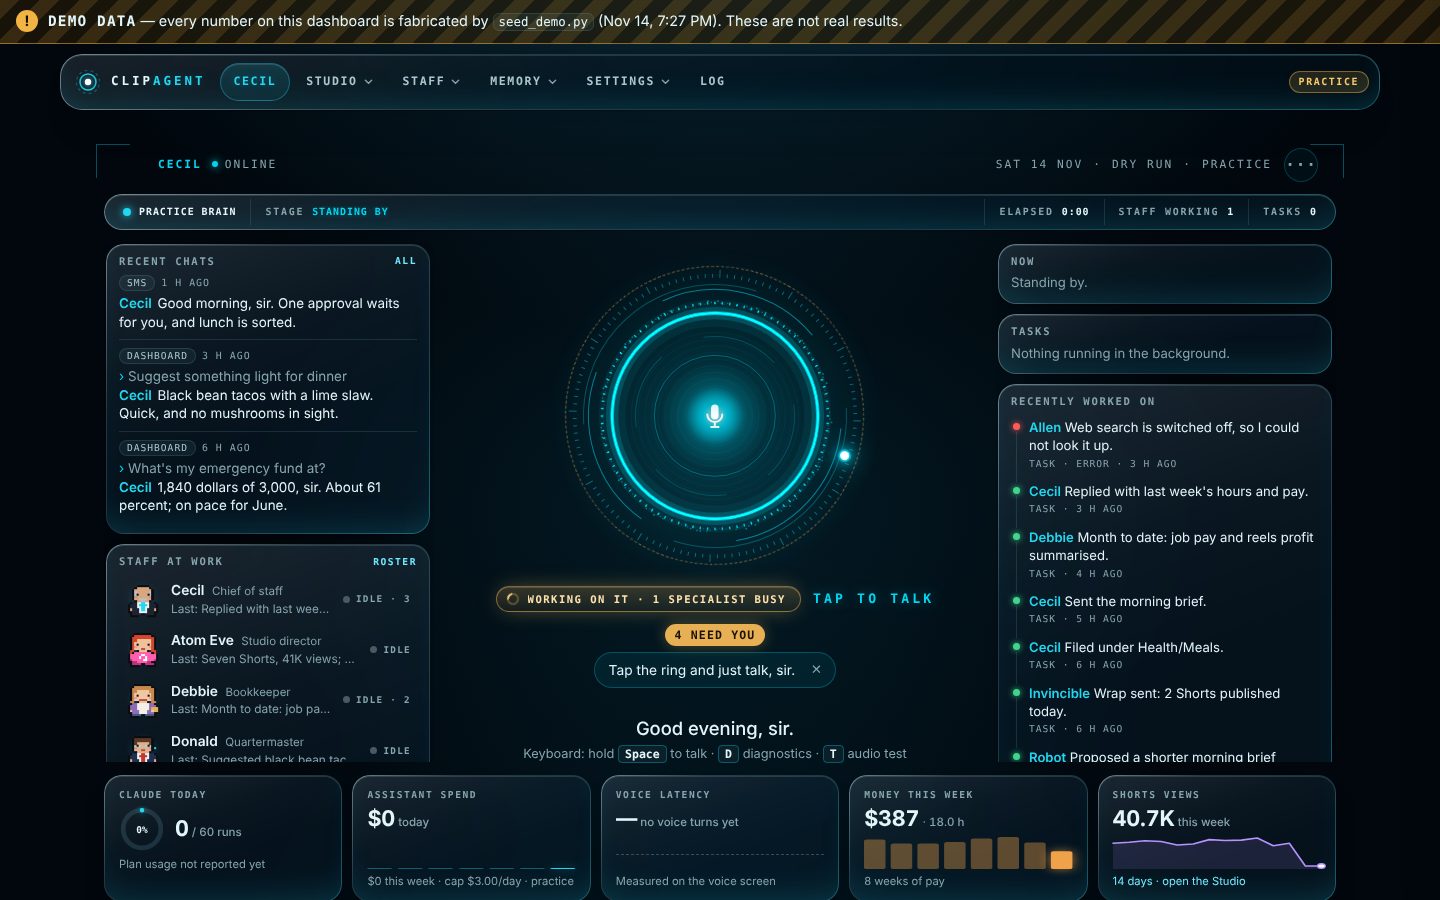 ! DEMO DATA — every number on this dashboard is fabricated by seed_demo.py (Nov 14, 7:27 PM). These are not real results.
CLIPAGENT CECIL STUDIO STAFF MEMORY SETTINGS LOG PRACTICE
CECIL ONLINE
SAT 14 NOV · DRY RUN · PRACTICE
PRACTICE BRAIN STAGE STANDING BY
ELAPSED 0:00 STAFF WORKING 1 TASKS 0
RECENT CHATS ALL
SMS 1 H AGO
Cecil Good morning, sir. One approval waits
for you, and lunch is sorted.
DASHBOARD 3 H AGO
› Suggest something light for dinner
Cecil Black bean tacos with a lime slaw.
Quick, and no mushrooms in sight.
DASHBOARD 6 H AGO
› What's my emergency fund at?
Cecil 1,840 dollars of 3,000, sir. About 61
percent; on pace for June.
STAFF AT WORK ROSTER
Cecil Chief of staff
Last: Replied with last wee...
IDLE · 3
Atom Eve Studio director
Last: Seven Shorts, 41K views; ...
IDLE
Debbie Bookkeeper
Last: Month to date: job pa...
IDLE · 2
Donald Quartermaster
Last: Suggested black bean tac
IDLE
WORKING ON IT · 1 SPECIALIST BUSY
TAP TO TALK
4 NEED YOU
Tap the ring and just talk, sir. ×
Good evening, sir.
Keyboard: hold Space to talk · D diagnostics · T audio test
NOW
Standing by.
TASKS
Nothing running in the background.
RECENTLY WORKED ON
Allen Web search is switched off, so I could
not look it up.
TASK · ERROR · 3 H AGO
Cecil Replied with last week's hours and pay.
TASK · 3 H AGO
Debbie Month to date: job pay and reels profit
summarised.
TASK · 4 H AGO
Cecil Sent the morning brief.
TASK · 5 H AGO
Cecil Filed under Health/Meals.
TASK · 6 H AGO
Invincible Wrap sent: 2 Shorts published
today.
TASK · 6 H AGO
Robot Proposed a shorter morning brief
CLAUDE TODAY
0%
0 / 60 runs
Plan usage not reported yet
ASSISTANT SPEND
$0 today
$0 this week · cap $3.00/day · practice
VOICE LATENCY
— no voice turns yet
Measured on the voice screen
MONEY THIS WEEK
$387 · 18.0 h
8 weeks of pay
SHORTS VIEWS
40.7K this week
14 days · open the Studio